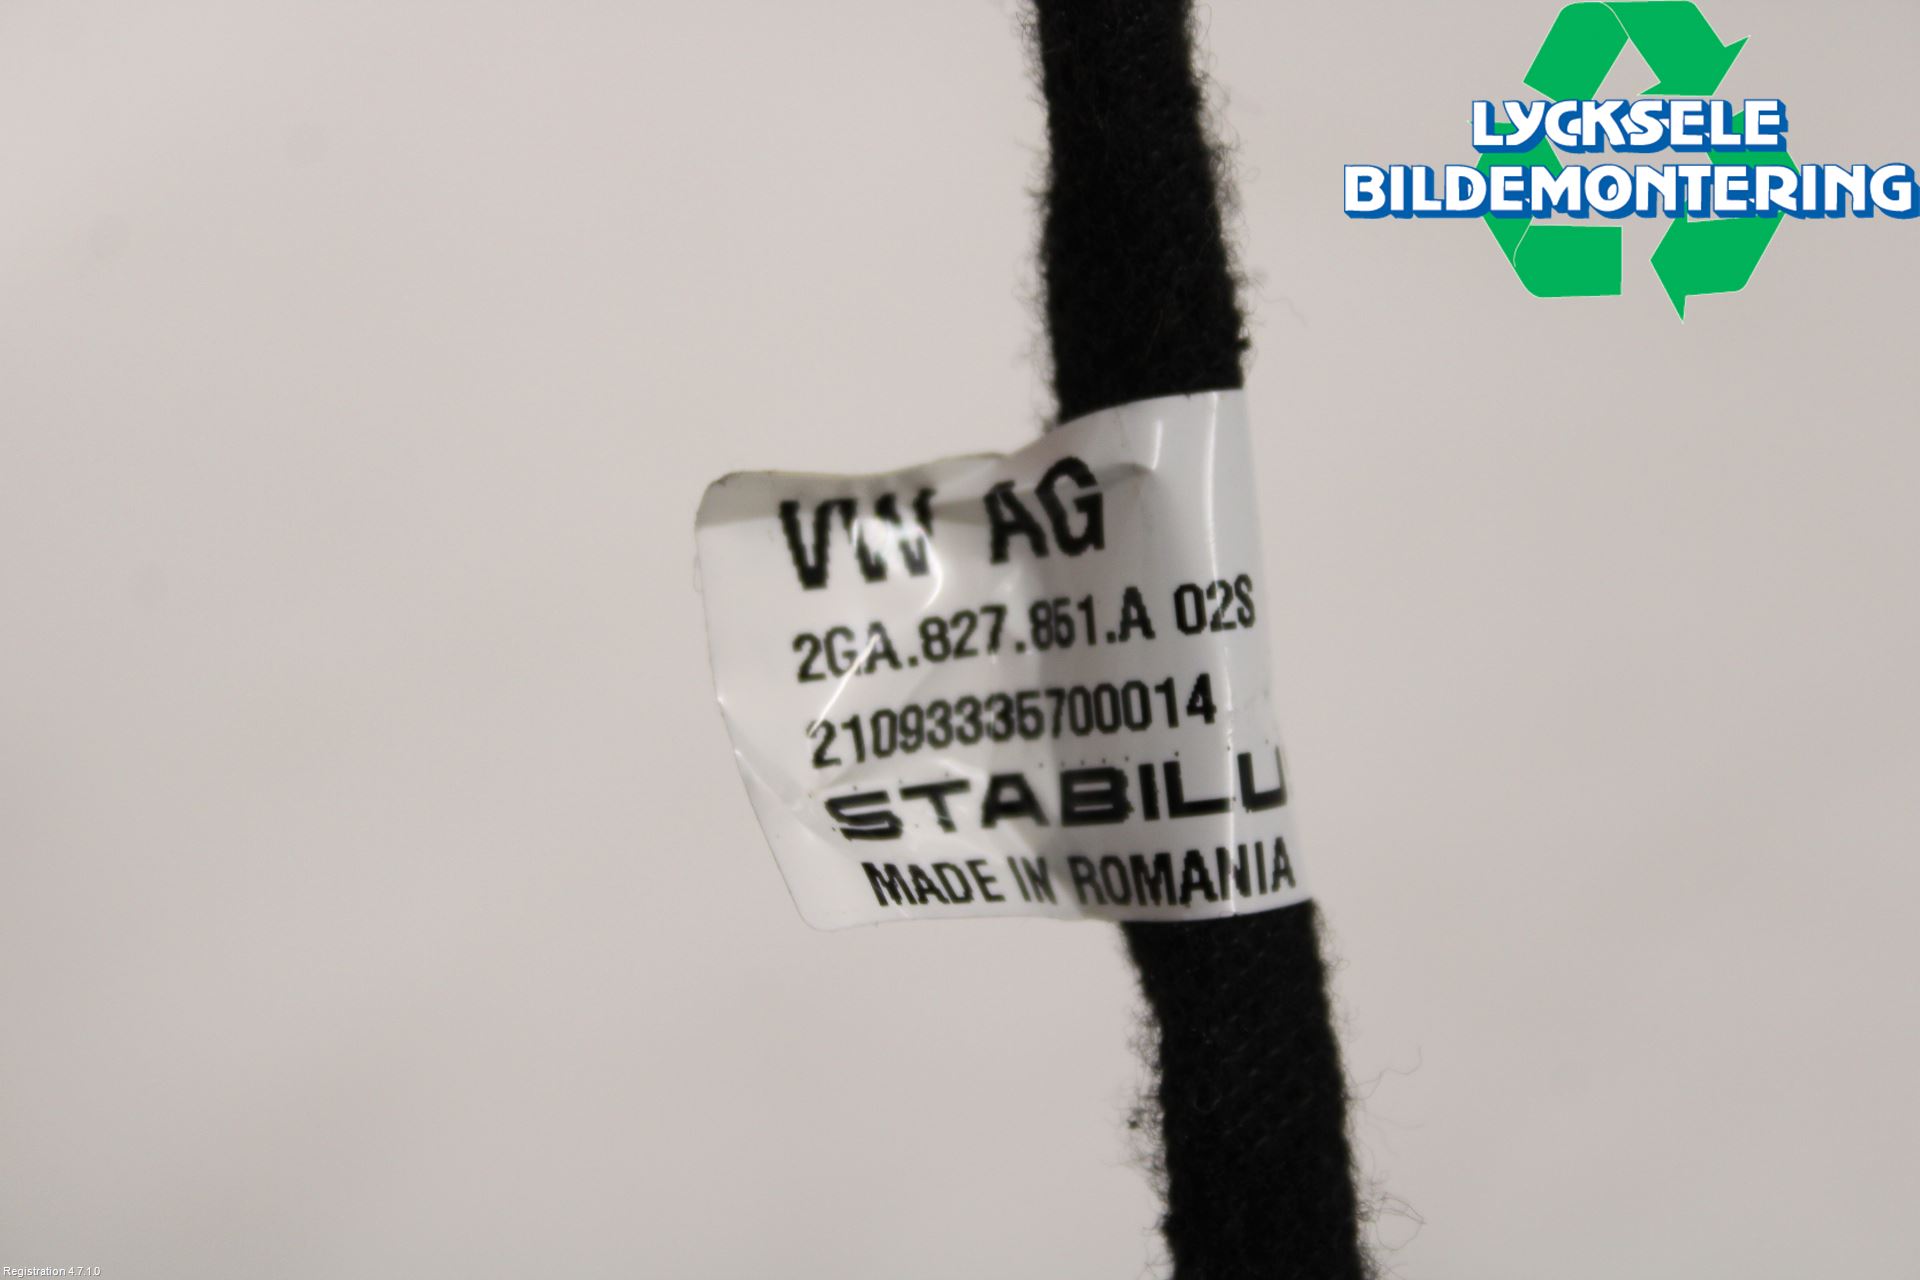 LYCKSELE
BILDEMONTERING
VW AG
2GA.827.851.A 02S
21093335700014
STABILU
MADE IN ROMANIA
Registration 4.7.1.0